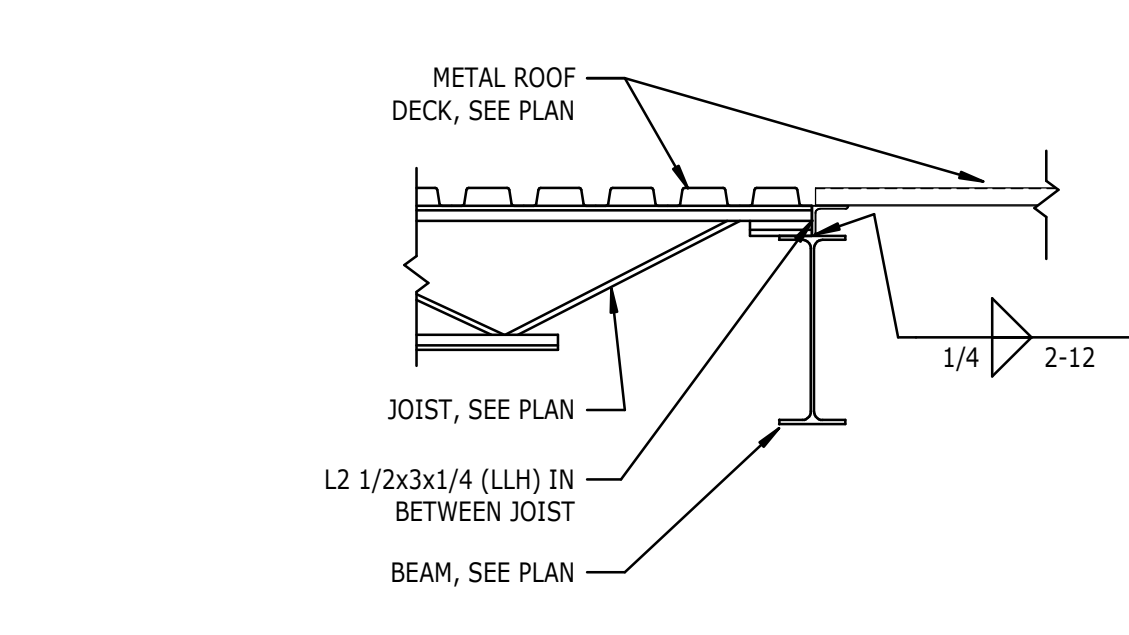 METAL ROOF
DECK, SEE PLAN
1/4
2-12
JOIST, SEE PLAN
L2 1/2x3x1/4 (LLH) IN
BETWEEN JOIST
BEAM, SEE PLAN